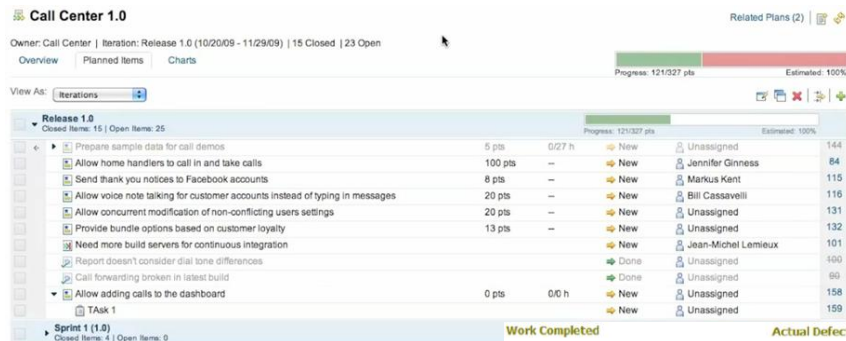 Call Center 1.0
Related Plans (2)
Owner: Call Center | Iteration: Release 1.0 (10/20/09 - 11/29/09) | 15 Closed | 23 Open
Overview Planned Items Charts
Progress: 121/327 pts Estimated: 100%
View As: Iterations
Release 1.0
Closed Items: 15 | Open Items: 25
Progress: 121/327 pts Estimated: 100%
Prepare sample data for call demos 5 pts 0/27 h New Unassigned 144
Allow home handlers to call in and take calls 100 pts -- New Jennifer Ginness 84
Send thank you notices to Facebook accounts 8 pts -- New Markus Kent 115
Allow voice note talking for customer accounts instead of typing in messages 20 pts -- New Bill Cassavelli 116
Allow concurrent modification of non-conflicting users settings 20 pts -- New Unassigned 131
Provide bundle options based on customer loyalty 13 pts -- New Unassigned 132
Need more build servers for continuous integration New Jean-Michel Lemieux 101
Report doesn't consider dial tone differences Done Unassigned 100
Call forwarding broken in latest build Done Unassigned 90
Allow adding calls to the dashboard 0 pts 0/0 h New Unassigned 158
TAsk 1 New Unassigned 159
Sprint 1 (1.0)
Closed Items: 4 | Open Items: 0
Work Completed Actual Defec